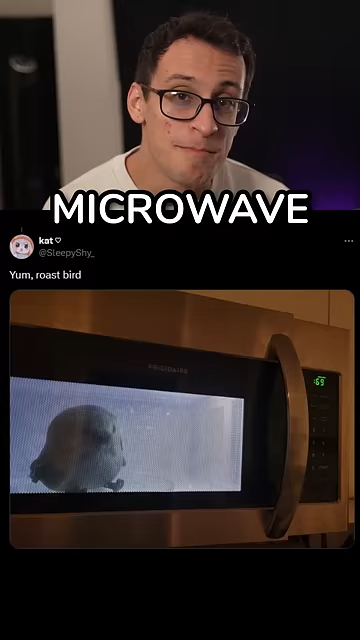 MICROWAVE
kat♡
@SleepyShy_
Yum, roast bird
FRIGIDAIRE
:69